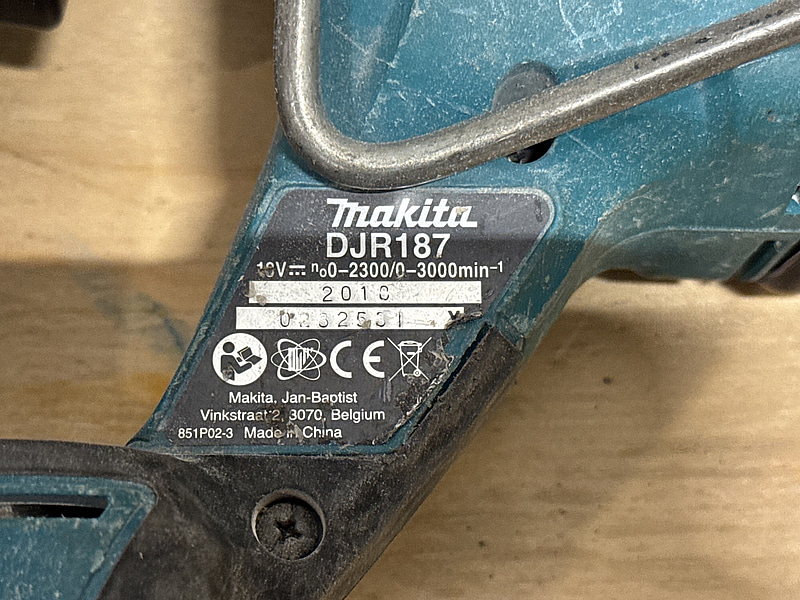 makita
DJR187
18V ⎓ n₀0–2300/0–3000min⁻¹
CE
Makita, Jan-Baptist
Vinkstraat 2, 3070, Belgium
851P02-3 Made in China